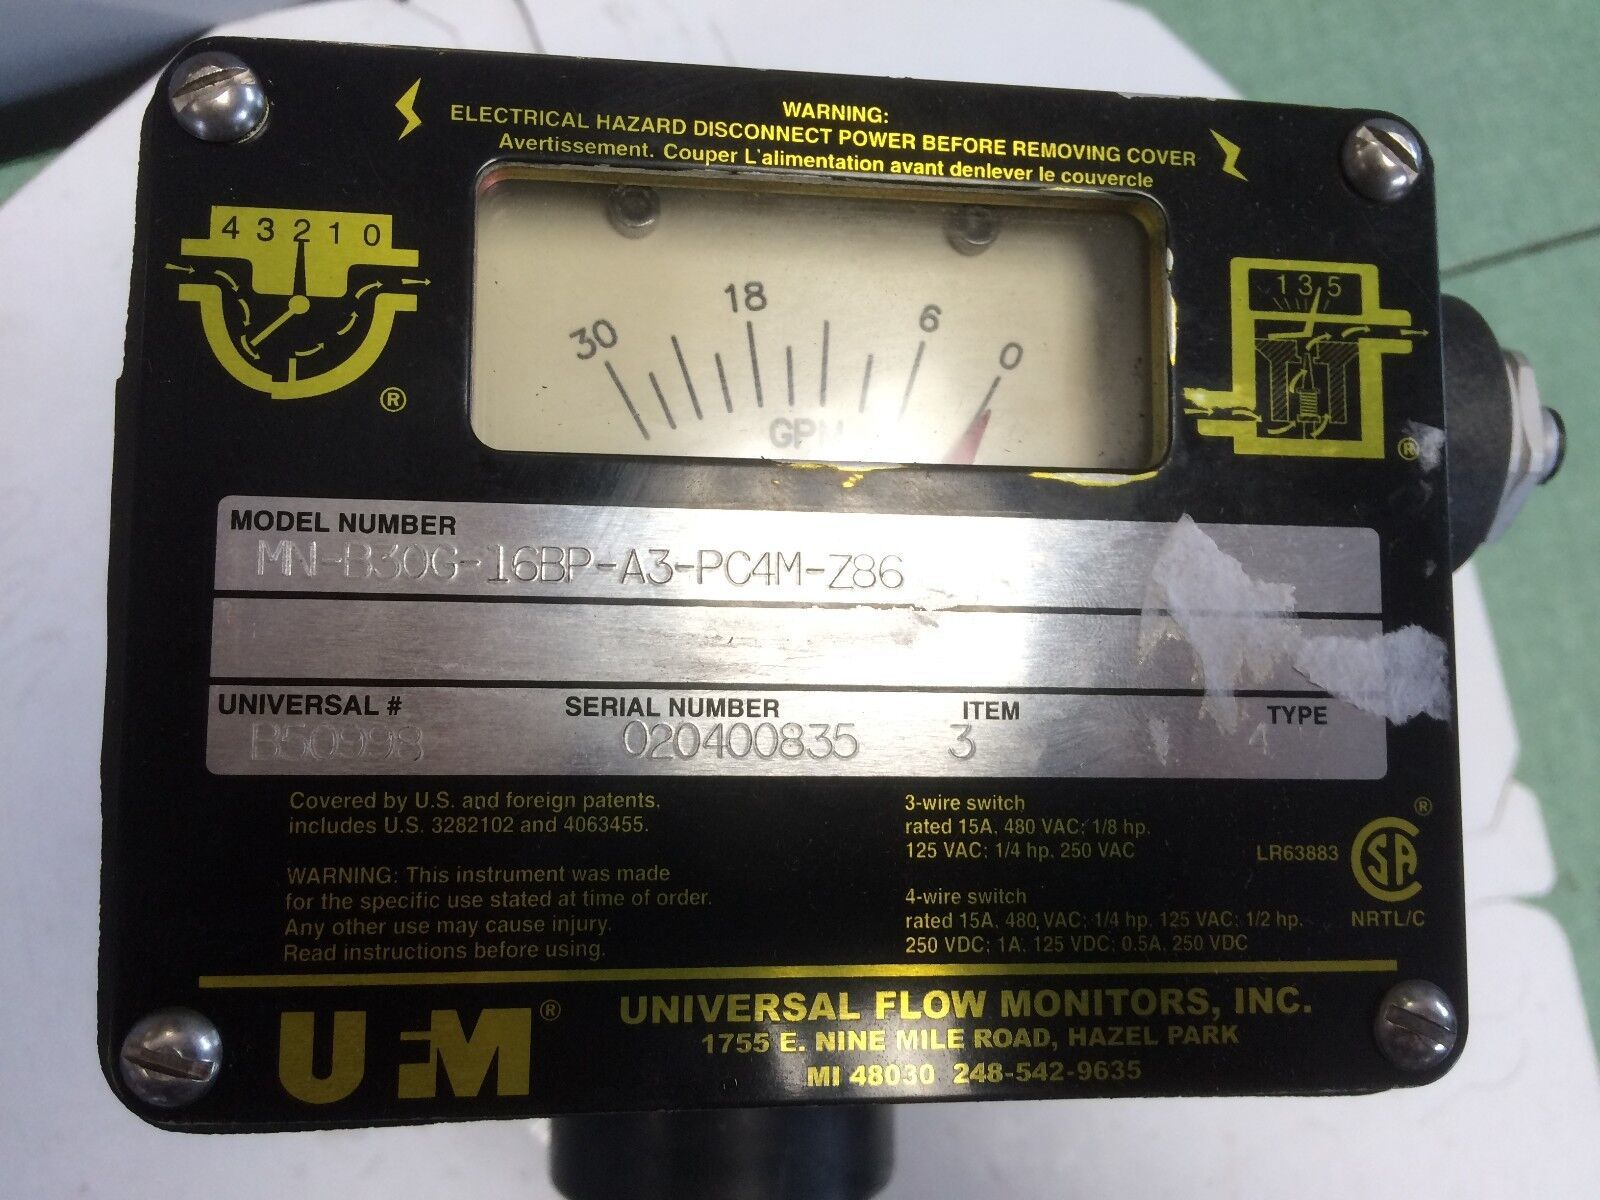 WARNING:
ELECTRICAL HAZARD DISCONNECT POWER BEFORE REMOVING COVER
Avertissement. Couper L'alimentation avant denlever le couvercle
4 3 2 1 0
30 18 6 0
GPM
1 3 5
®
®
MODEL NUMBER
MN-B30G-16BP-A3-PC4M-Z86
UNIVERSAL # SERIAL NUMBER ITEM TYPE
B50998 020400835 3 4
Covered by U.S. and foreign patents,
includes U.S. 3282102 and 4063455.
WARNING: This instrument was made
for the specific use stated at time of order.
Any other use may cause injury.
Read instructions before using.
3-wire switch
rated 15A, 480 VAC; 1/8 hp,
125 VAC; 1/4 hp, 250 VAC
4-wire switch
rated 15A, 480, VAC; 1/4 hp, 125 VAC; 1/2 hp,
250 VDC; 1A, 125 VDC; 0.5A, 250 VDC
LR63883
CSA ®
NRTL/C
UFM ®
UNIVERSAL FLOW MONITORS, INC.
1755 E. NINE MILE ROAD, HAZEL PARK
MI 48030 248-542-9635